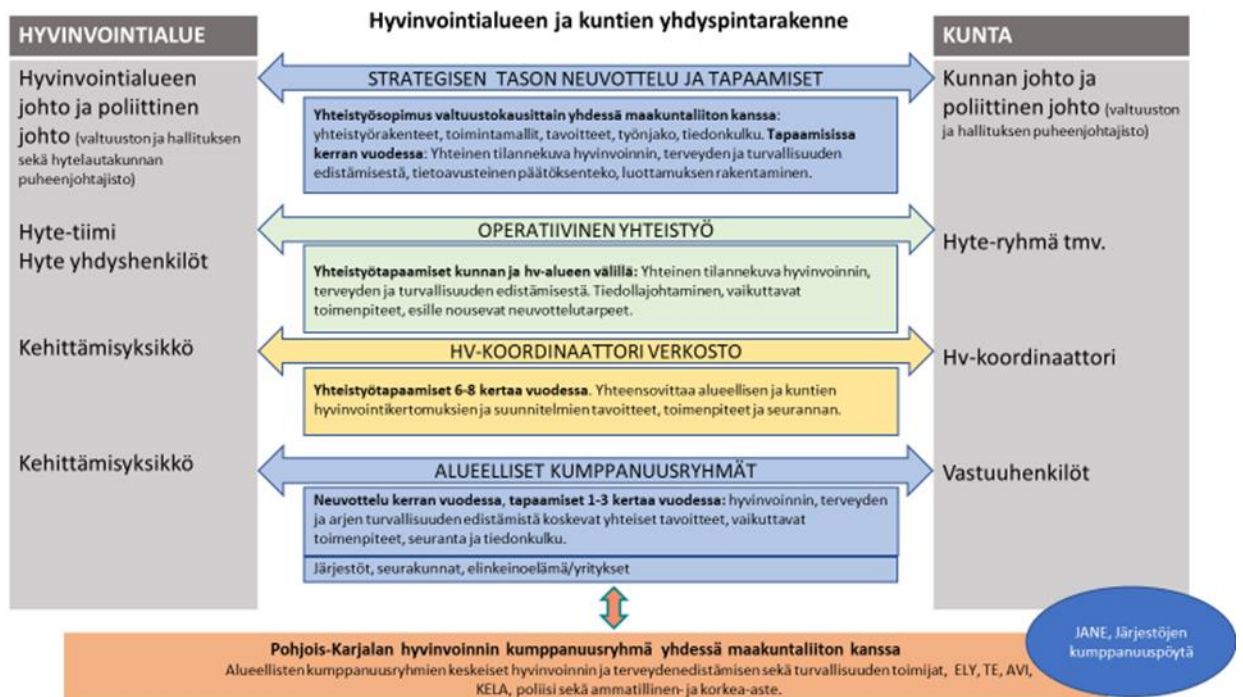 Hyvinvointialueen ja kuntien yhdyspintarakenne
HYVINVOINTIALUE
KUNTA
Hyvinvointialueen
johto ja poliittinen
johto (valtuuston ja hallituksen
sekä hytelautakunnan
puheenjohtajisto)
STRATEGISEN TASON NEUVOTTELU JA TAPAAMISET
Yhteistyösopimus valtuustokausittain yhdessä maakuntaliiton kanssa:
yhteistyörakenteet, toimintamallit, tavoitteet, työnjako, tiedonkulku. Tapaamisissa
kerran vuodessa: Yhteinen tilannekuva hyvinvoinnin, terveyden ja turvallisuuden
edistämisestä, tietoavusteinen päätöksenteko, luottamuksen rakentaminen.
Kunnan johto ja
poliittinen johto (valtuuston
ja hallituksen puheenjohtajisto)
Hyte-tiimi
Hyte yhdyshenkilöt
OPERATIIVINEN YHTEISTYÖ
Yhteistyötapaamiset kunnan ja hv-alueen välillä: Yhteinen tilannekuva hyvinvoinnin,
terveyden ja turvallisuuden edistämisestä. Tiedollajohtaminen, vaikuttavat
toimenpiteet, esille nousevat neuvottelutarpeet.
Hyte-ryhmä tmv.
Kehittämisyksikkö
HV-KOORDINAATTORI VERKOSTO
Yhteistyötapaamiset 6-8 kertaa vuodessa. Yhteensovittaa alueellisen ja kuntien
hyvinvointikertomuksien ja suunnitelmien tavoitteet, toimenpiteet ja seurannan.
Hv-koordinaattori
Kehittämisyksikkö
ALUEELLISET KUMPPANUUSRYHMÄT
Neuvottelu kerran vuodessa, tapaamiset 1-3 kertaa vuodessa: hyvinvoinnin, terveyden
ja arjen turvallisuuden edistämistä koskevat yhteiset tavoitteet, vaikuttavat
toimenpiteet, seuranta ja tiedonkulku.
Järjestöt, seurakunnat, elinkeinoelämä/yritykset
Vastuuhenkilöt
Pohjois-Karjalan hyvinvoinnin kumppanuusryhmä yhdessä maakuntaliiton kanssa
Alueellisten kumppanuusryhmien keskeiset hyvinvoinnin ja terveydenedistämisen sekä turvallisuuden toimijat, ELY, TE, AVI,
KELA, poliisi sekä ammatillinen- ja korkea-aste.
JANE, Järjestöjen
kumppanuuspöytä